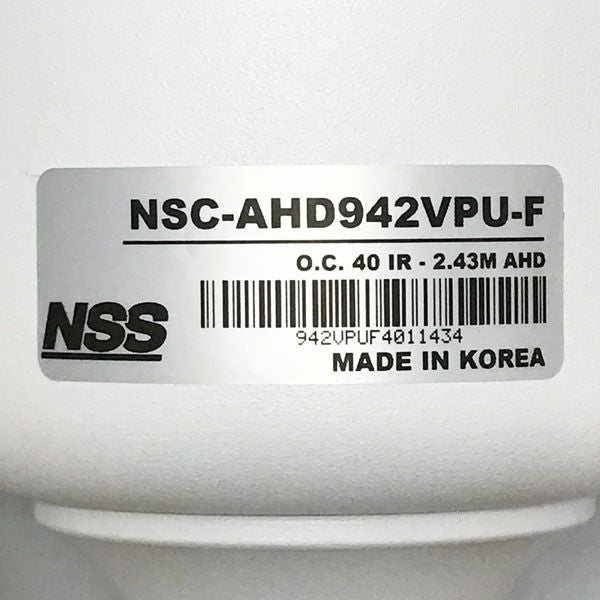 NSC-AHD942VPU-F
O.C. 40 IR - 2.43M AHD
942VPUF4011434
NSS
MADE IN KOREA